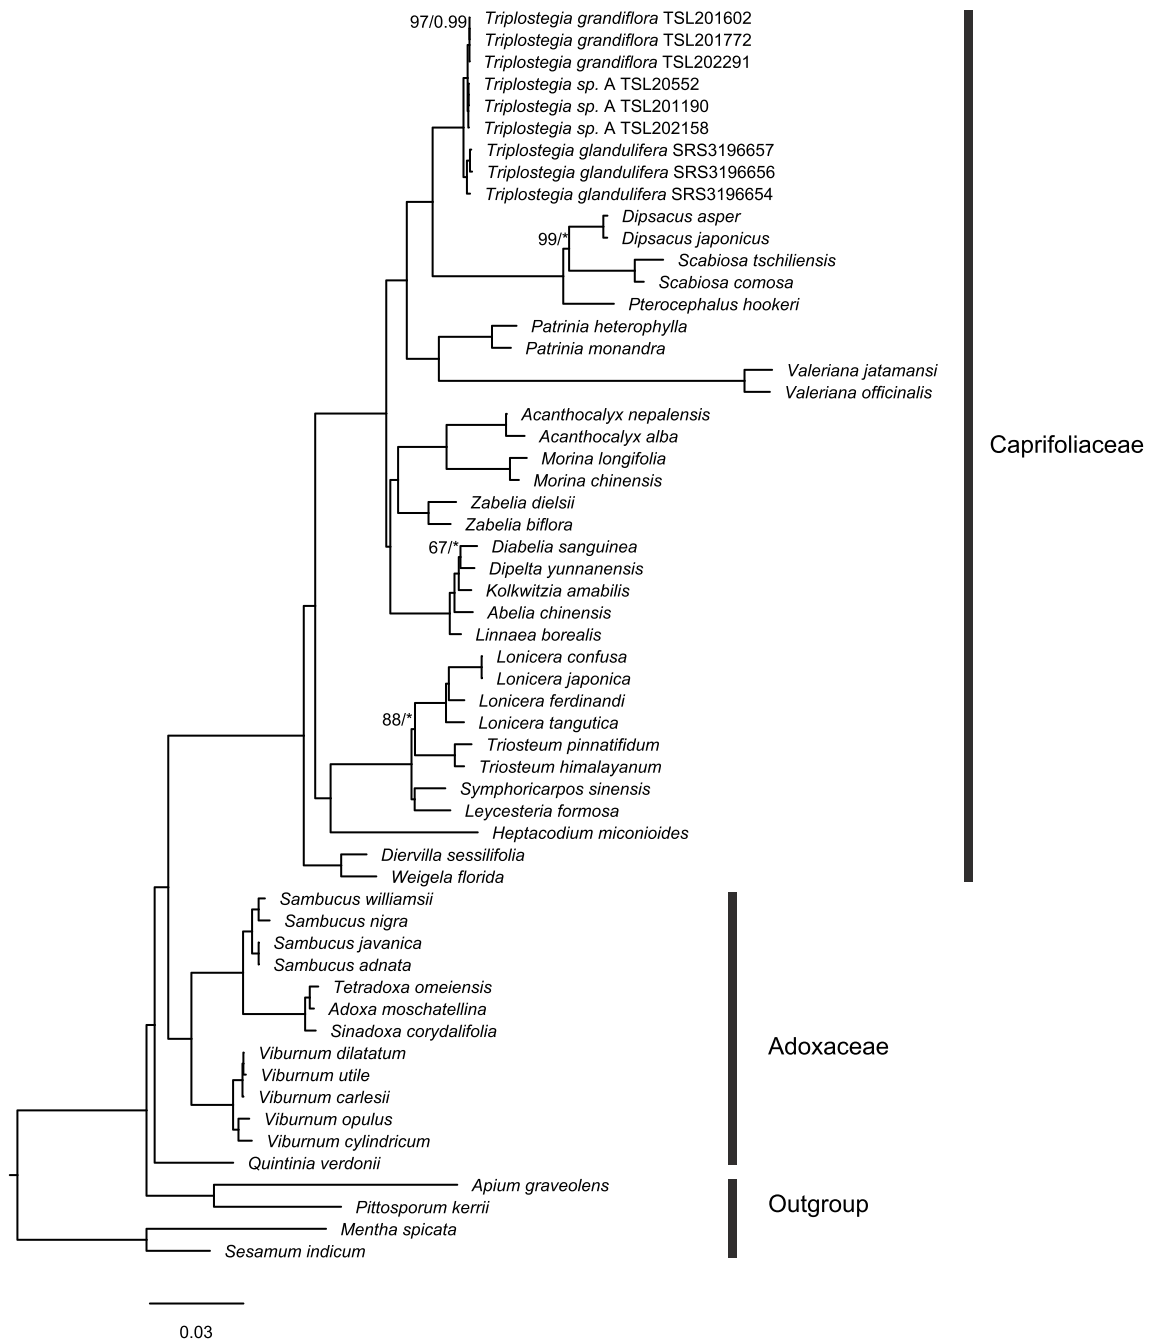 97/0.99
Triplostegia grandiflora TSL201602
Triplostegia grandiflora TSL201772
Triplostegia grandiflora TSL202291
Triplostegia sp. A TSL20552
Triplostegia sp. A TSL201190
Triplostegia sp. A TSL202158
Triplostegia glandulifera SRS3196657
Triplostegia glandulifera SRS3196656
Triplostegia glandulifera SRS3196654
Dipsacus asper
99/*
Dipsacus japonicus
Scabiosa tschiliensis
Scabiosa comosa
Pterocephalus hookeri
Patrinia heterophylla
Patrinia monandra
Valeriana jatamansi
Valeriana officinalis
Acanthocalyx nepalensis
Acanthocalyx alba
Caprifoliaceae
Morina longifolia
Morina chinensis
Zabelia dielsii
Zabelia biflora
67/*
Diabelia sanguinea
Dipelta yunnanensis
Kolkwitzia amabilis
Abelia chinensis
Linnaea borealis
Lonicera confusa
Lonicera japonica
Lonicera ferdinandi
88/*
Lonicera tangutica
Triosteum pinnatifidum
Triosteum himalayanum
Symphoricarpos sinensis
Leycesteria formosa
Heptacodium miconioides
Diervilla sessilifolia
Weigela florida
Sambucus williamsii
Sambucus nigra
Sambucus javanica
Sambucus adnata
Tetradoxa omeiensis
Adoxa moschatellina
Sinadoxa corydalifolia
Adoxaceae
Viburnum dilatatum
Viburnum utile
Viburnum carlesii
Viburnum opulus
Viburnum cylindricum
Quintinia verdonii
Apium graveolens
Outgroup
Pittosporum kerrii
Mentha spicata
Sesamum indicum
0.03